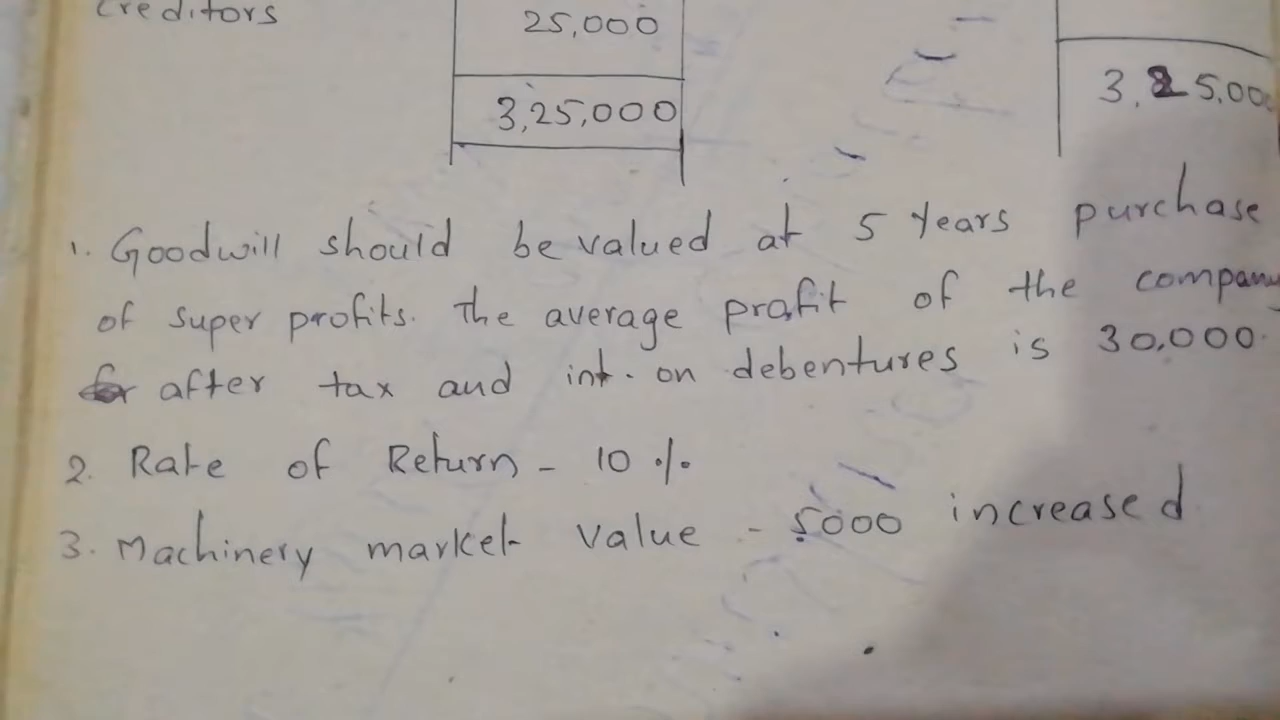 Creditors
25,000
3,25,000
3,25,00
1. Goodwill should be valued at 5 Years purchase
of super profits. The average profit of the company
after tax and int. on debentures is 30,000.
2. Rate of Return - 10 %
3. Machinery market value - 5000 increased